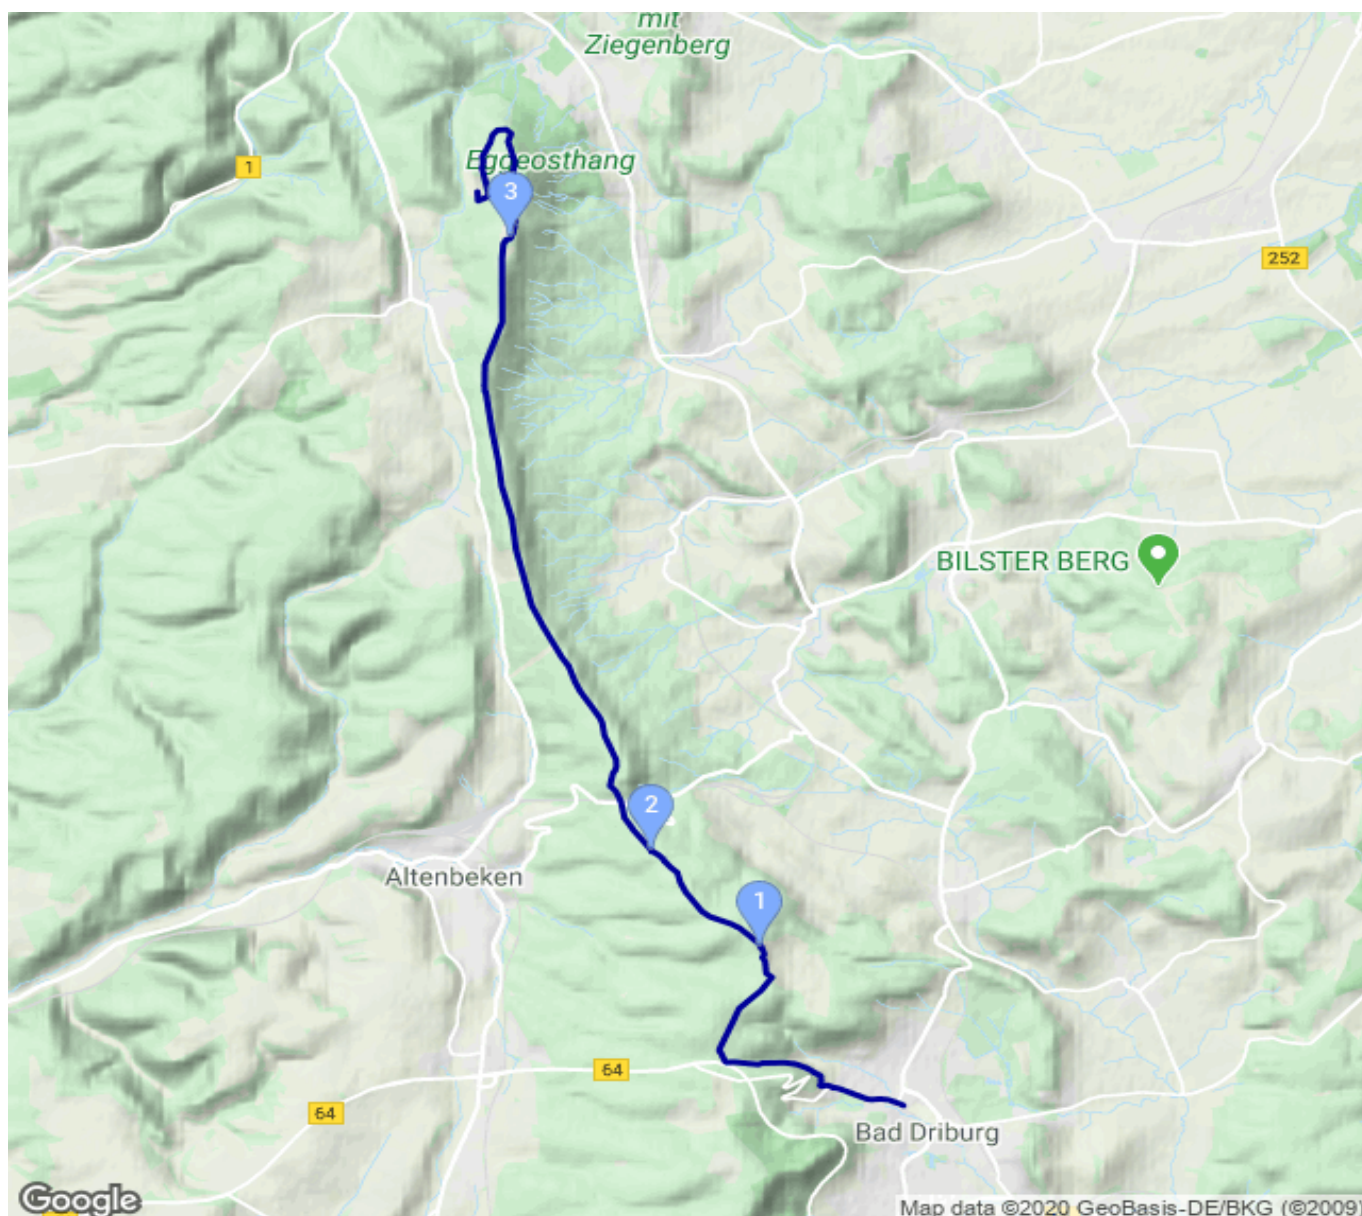 mit
Ziegenberg
1
Eggeosthang
3
252
BILSTER BERG
2
Altenbeken
1
64
64
Bad Driburg
Google
Map data ©2020 GeoBasis-DE/BKG (©2009)